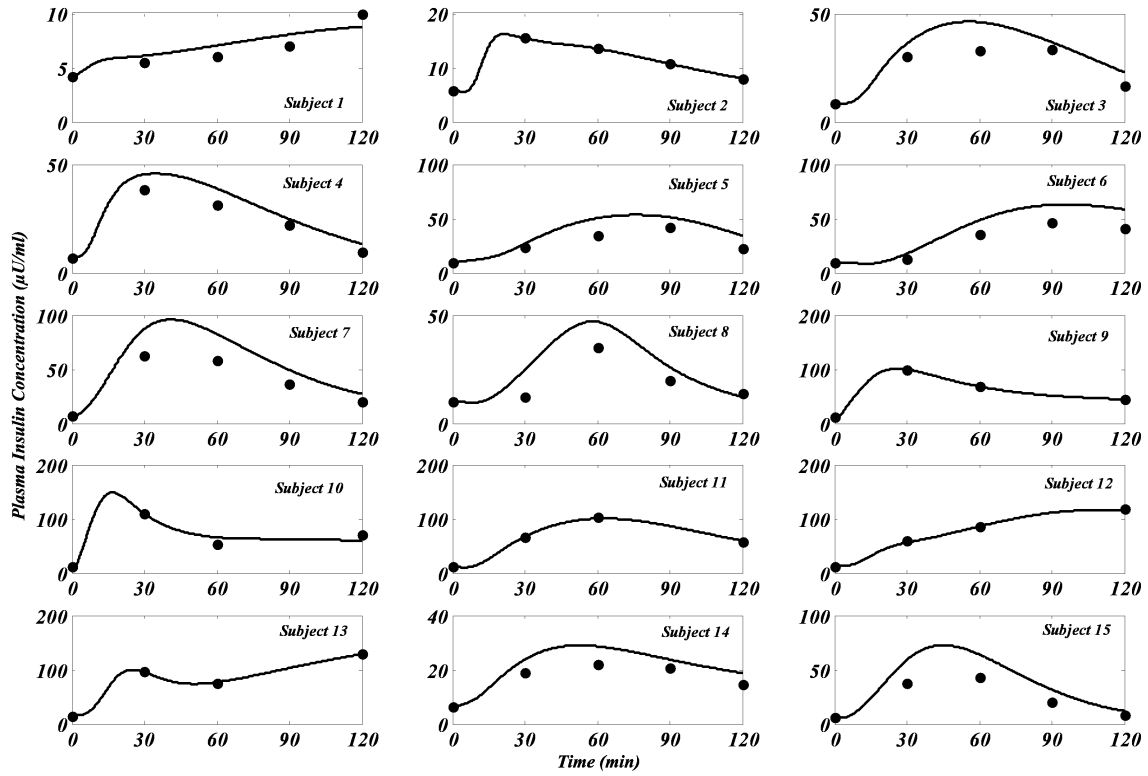 10
5
0
Subject 1
0 30 60 90 120
20
10
0
Subject 2
0 30 60 90 120
50
0
Subject 3
0 30 60 90 120
50
0
Subject 4
0 30 60 90 120
100
50
0
Subject 5
0 30 60 90 120
100
50
0
Subject 6
0 30 60 90 120
100
50
0
Subject 7
0 30 60 90 120
50
0
Subject 8
0 30 60 90 120
200
100
0
Subject 9
0 30 60 90 120
200
100
0
Subject 10
0 30 60 90 120
200
100
0
Subject 11
0 30 60 90 120
200
100
0
Subject 12
0 30 60 90 120
200
100
0
Subject 13
0 30 60 90 120
40
20
0
Subject 14
0 30 60 90 120
100
50
0
Subject 15
0 30 60 90 120
Plasma Insulin Concentration (μU/ml)
Time (min)